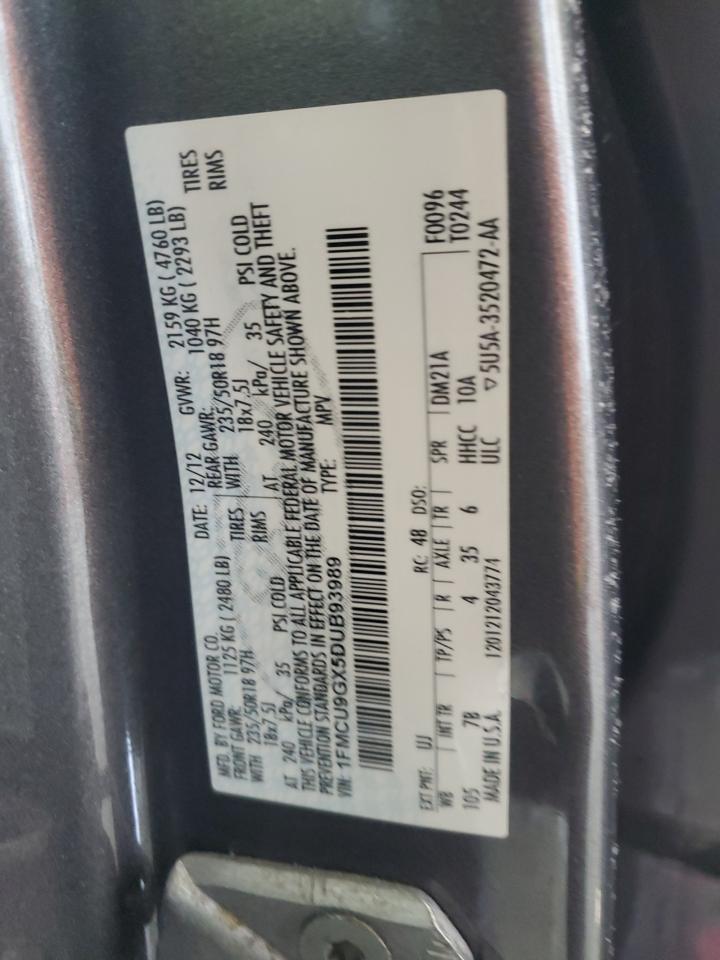 MFD. BY FORD MOTOR CO. DATE: 12/12 GVWR: 2159 KG ( 4760 LB)
FRONT GAWR: 1125 KG ( 2480 LB) REAR GAWR: 1040 KG ( 2293 LB)
WITH 235/50R18 97H TIRES WITH 235/50R18 97H TIRES
18x7.5J RIMS 18x7.5J RIMS
AT 240 kPa/ 35 PSI COLD AT 240 kPa/ 35 PSI COLD
THIS VEHICLE CONFORMS TO ALL APPLICABLE FEDERAL MOTOR VEHICLE SAFETY AND THEFT
PREVENTION STANDARDS IN EFFECT ON THE DATE OF MANUFACTURE SHOWN ABOVE.
VIN: 1FMCU9GX5DUB93989 TYPE: MPV
EXT PNT: UJ RC: 48 DSO: F0096
WB INT TR TP/PS R AXLE TR SPR DM21A T0244
105 7B 4 35 6 HHCC 10A
MADE IN U.S.A. 1201212043774 ULC ▽5U5A-3520472-AA